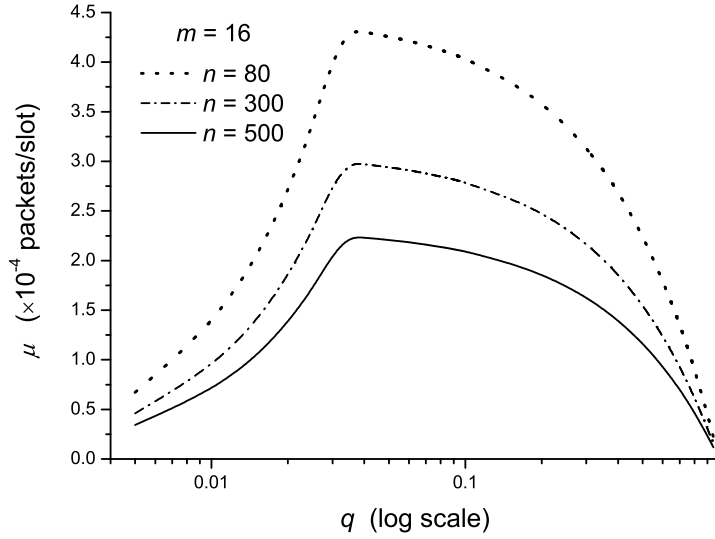 4.5
4.0
3.5
3.0
2.5
2.0
1.5
1.0
0.5
0.0
μ (×10⁻⁴ packets/slot)
m = 16
n = 80
n = 300
n = 500
0.01
0.1
q (log scale)